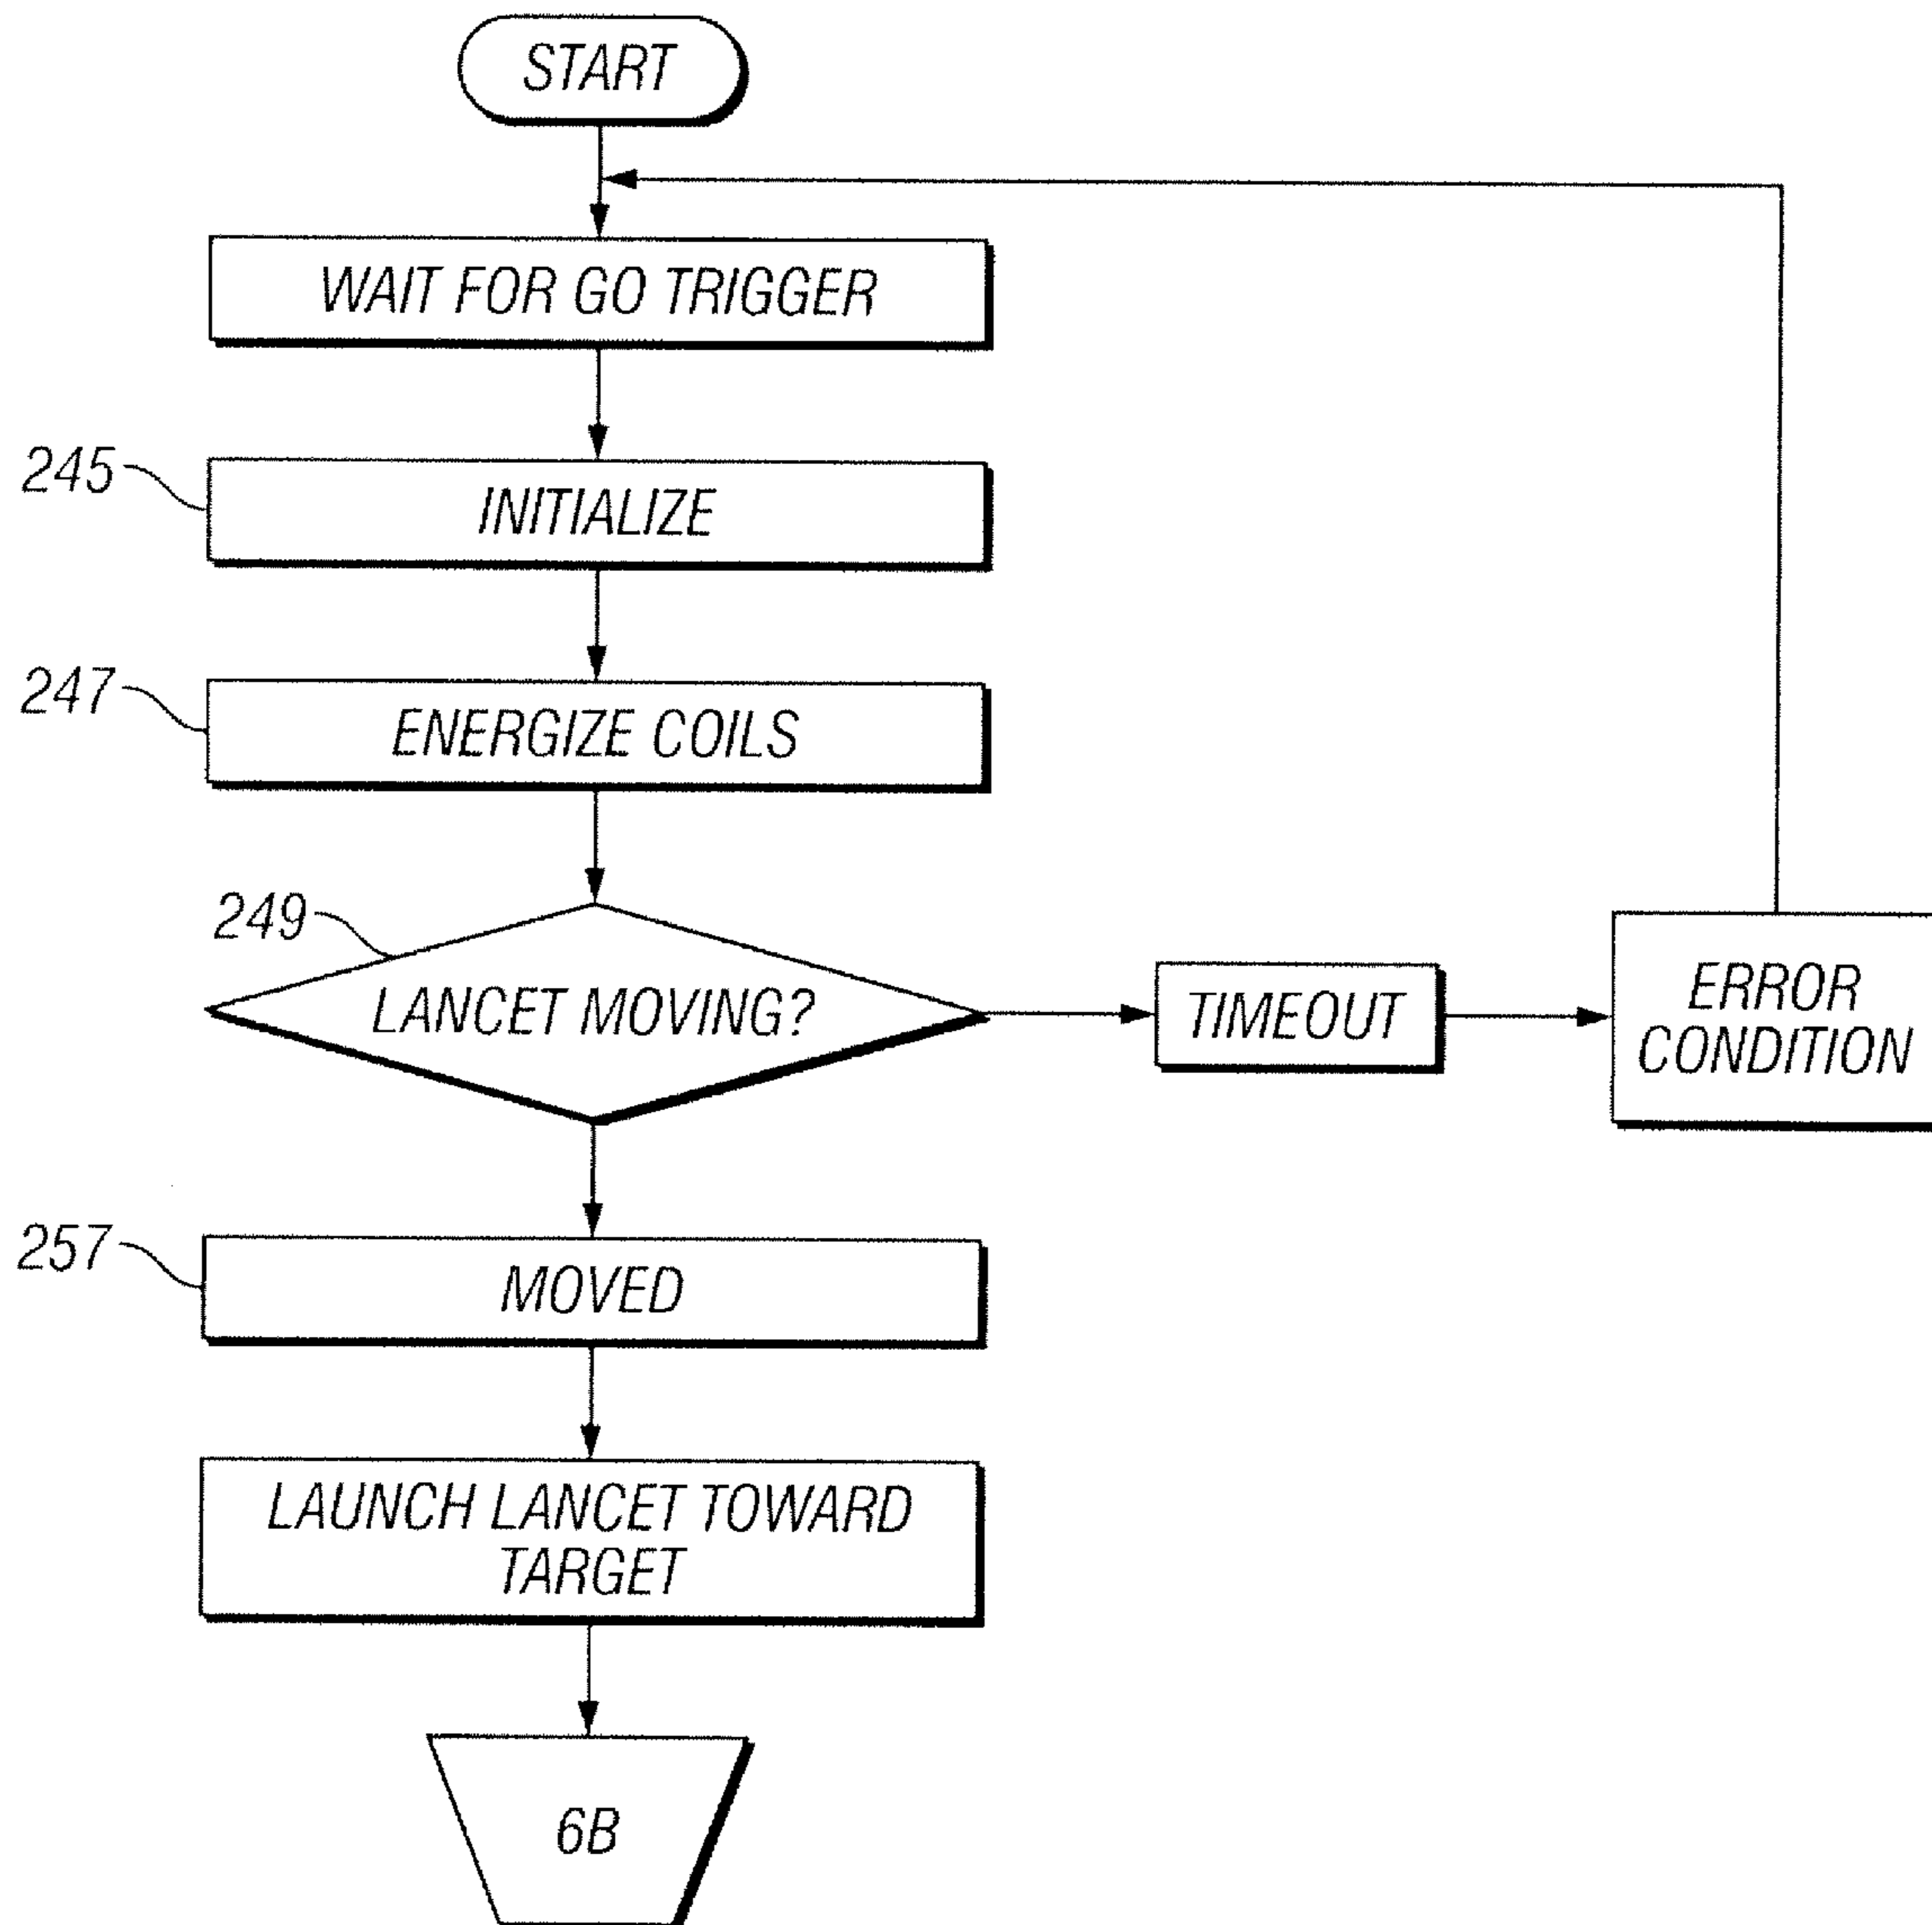 START
WAIT FOR GO TRIGGER
245
INITIALIZE
247
ENERGIZE COILS
249
LANCET MOVING?
TIMEOUT
ERROR
CONDITION
257
MOVED
LAUNCH LANCET TOWARD
TARGET
6B